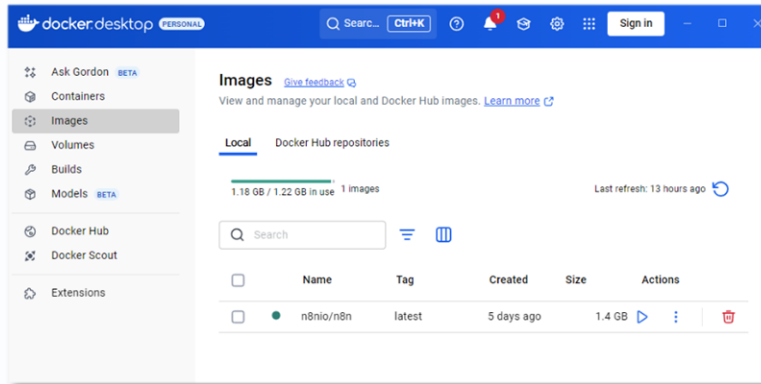 docker.desktop PERSONAL Searc... Ctrl+K 1 Sign in
Ask Gordon BETA
Containers
Images
Volumes
Builds
Models BETA
Docker Hub
Docker Scout
Extensions
Images Give feedback
View and manage your local and Docker Hub images. Learn more
Local Docker Hub repositories
1.18 GB / 1.22 GB in use 1 images Last refresh: 13 hours ago
Search
Name Tag Created Size Actions
n8nio/n8n latest 5 days ago 1.4 GB